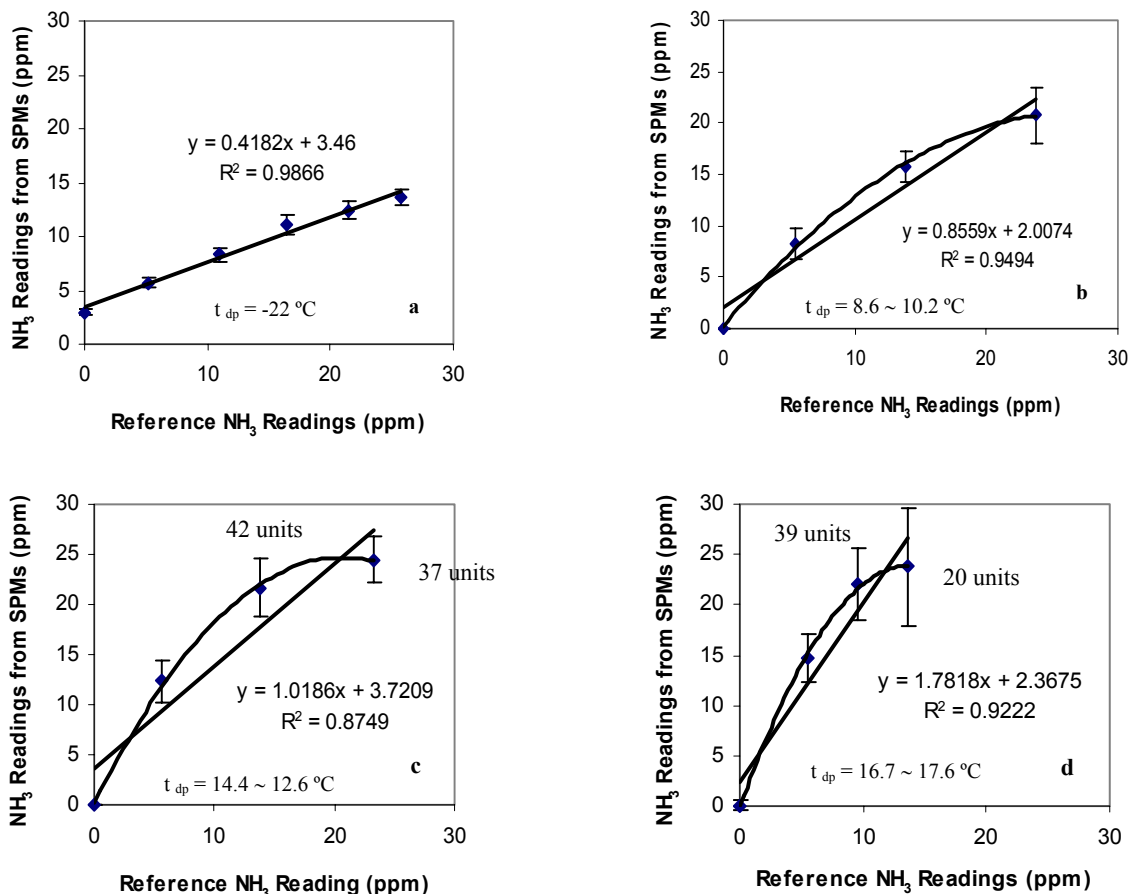 NH3 Readings from SPMs (ppm)
30
25
20
15
10
5
0
y = 0.4182x + 3.46
R² = 0.9866
t dp = -22 ºC
a
0
10
20
30
Reference NH3 Readings (ppm)
NH3 Readings from SPMs (ppm)
30
25
20
15
10
5
0
y = 0.8559x + 2.0074
R² = 0.9494
b
t dp = 8.6 ~ 10.2 ºC
0
10
20
30
Reference NH3 Readings (ppm)
NH3 Readings from SPMs (ppm)
30
25
20
15
10
5
0
42 units
37 units
y = 1.0186x + 3.7209
R² = 0.8749
c
t dp = 14.4 ~ 12.6 ºC
0
10
20
30
Reference NH3 Reading (ppm)
NH3 Readings from SPMs (ppm)
30
25
20
15
10
5
0
39 units
20 units
y = 1.7818x + 2.3675
R² = 0.9222
t dp = 16.7 ~ 17.6 ºC
d
0
10
20
30
Reference NH3 Readings (ppm)